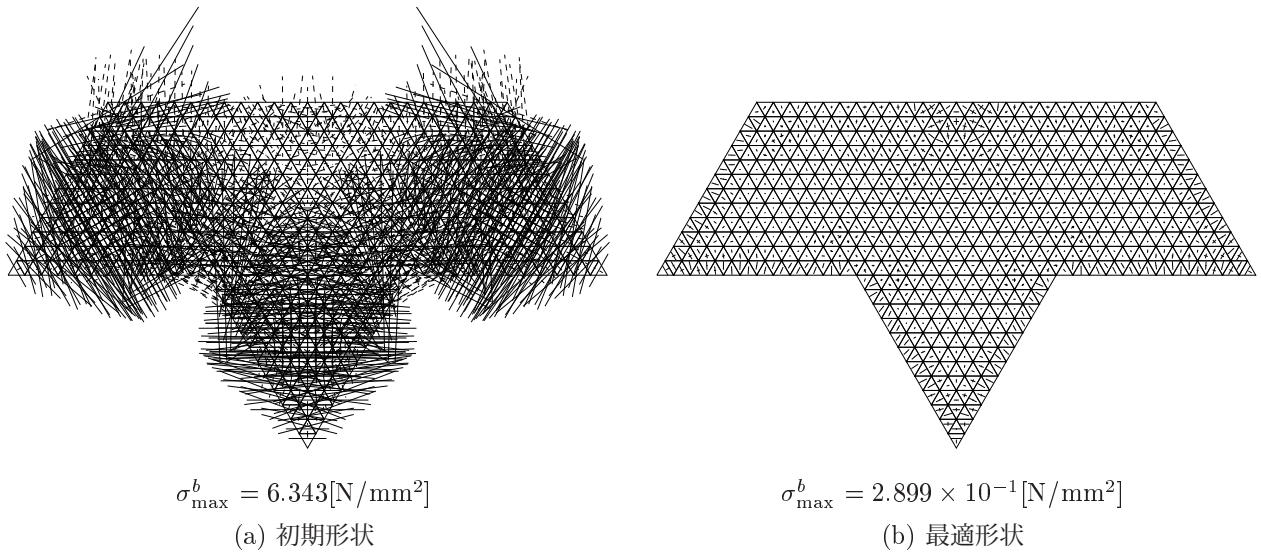 σ^b_max = 6.343[N/mm²]
(a) 初期形状
σ^b_max = 2.899 × 10⁻¹[N/mm²]
(b) 最適形状